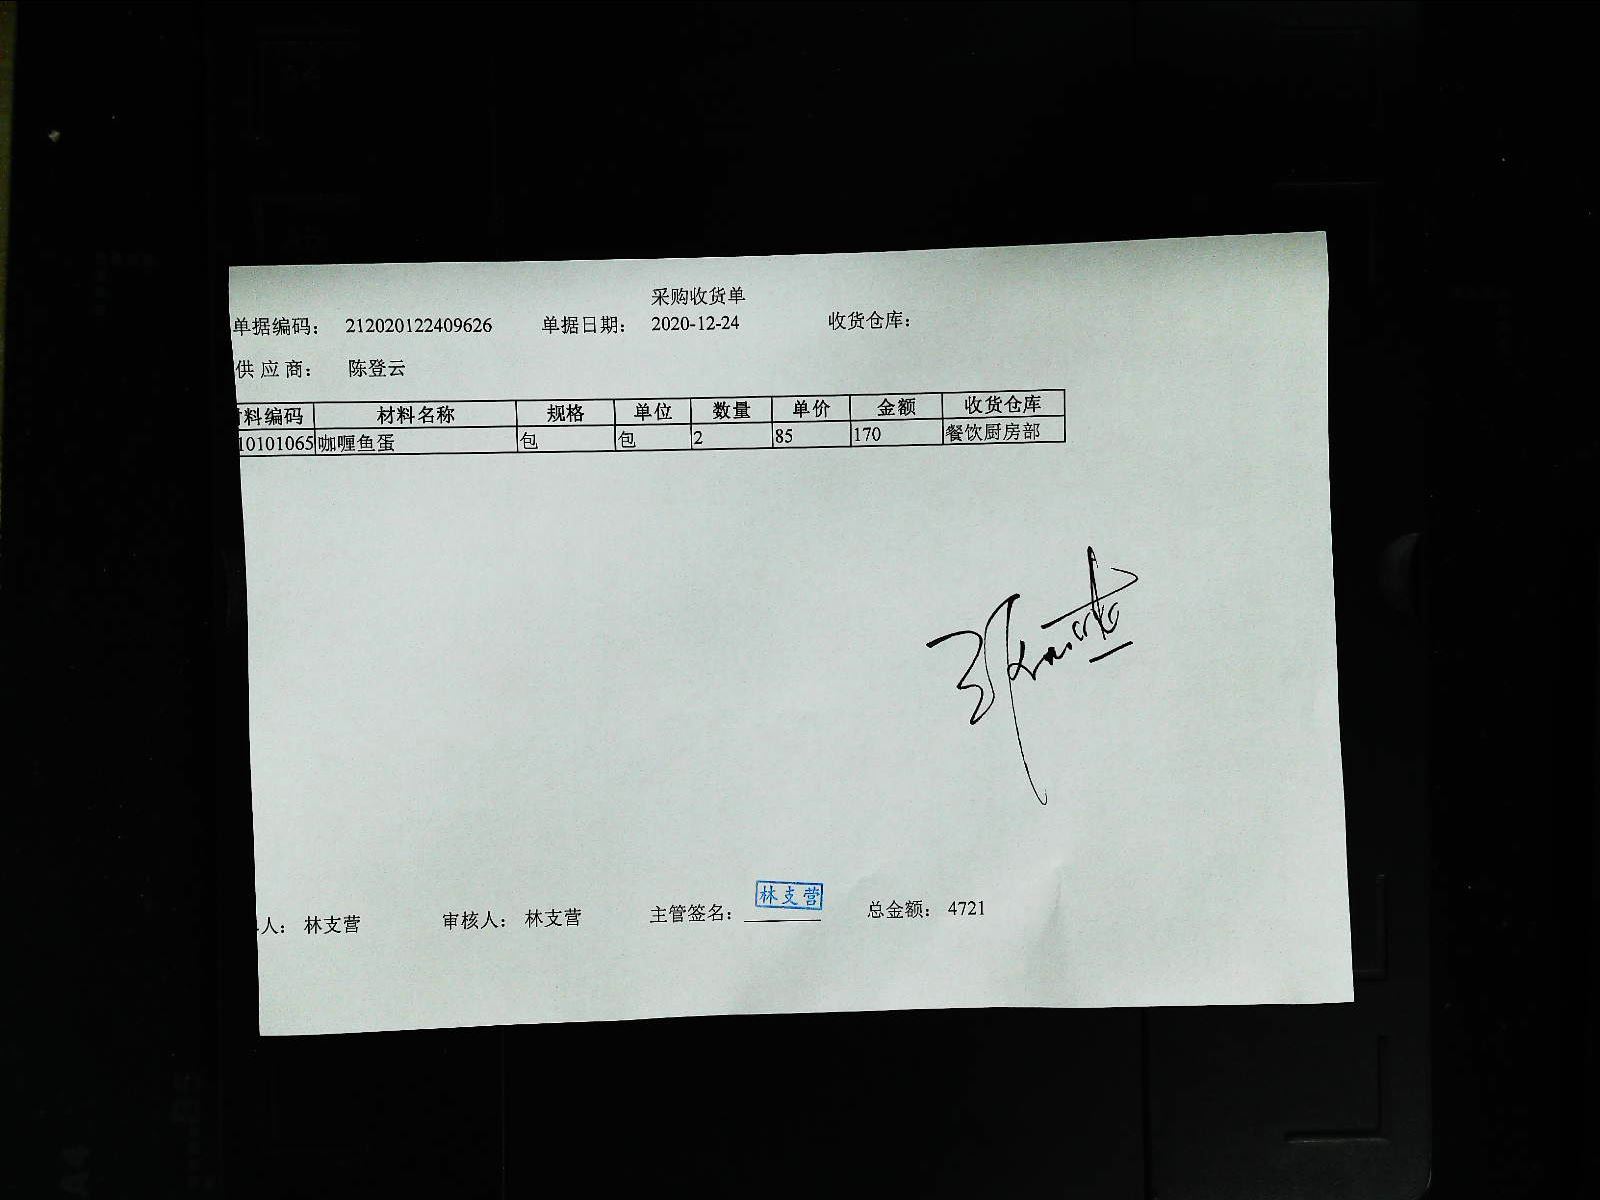 采购收货单
单据编码： 212020122409626 单据日期： 2020-12-24 收货仓库：
供应商： 陈登云
料编码 材料名称 规格 单位 数量 单价 金额 收货仓库
10101065 咖喱鱼蛋 包 包 2 85 170 餐饮厨房部
人： 林支营 审核人： 林支营 主管签名： 林支营 总金额： 4721